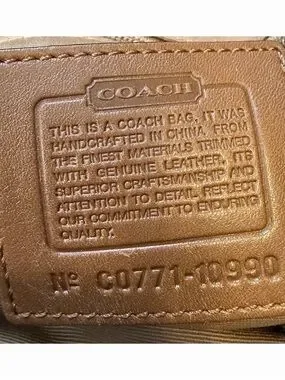 COACH
THIS IS A COACH BAG. IT WAS
HANDCRAFTED IN CHINA, FROM
THE FINEST MATERIALS TRIMMED
WITH GENUINE LEATHER. ITS
SUPERIOR CRAFTSMANSHIP AND
ATTENTION TO DETAIL REFLECT
OUR COMMITMENT TO ENDURING
QUALITY.
Nº C0771-10990